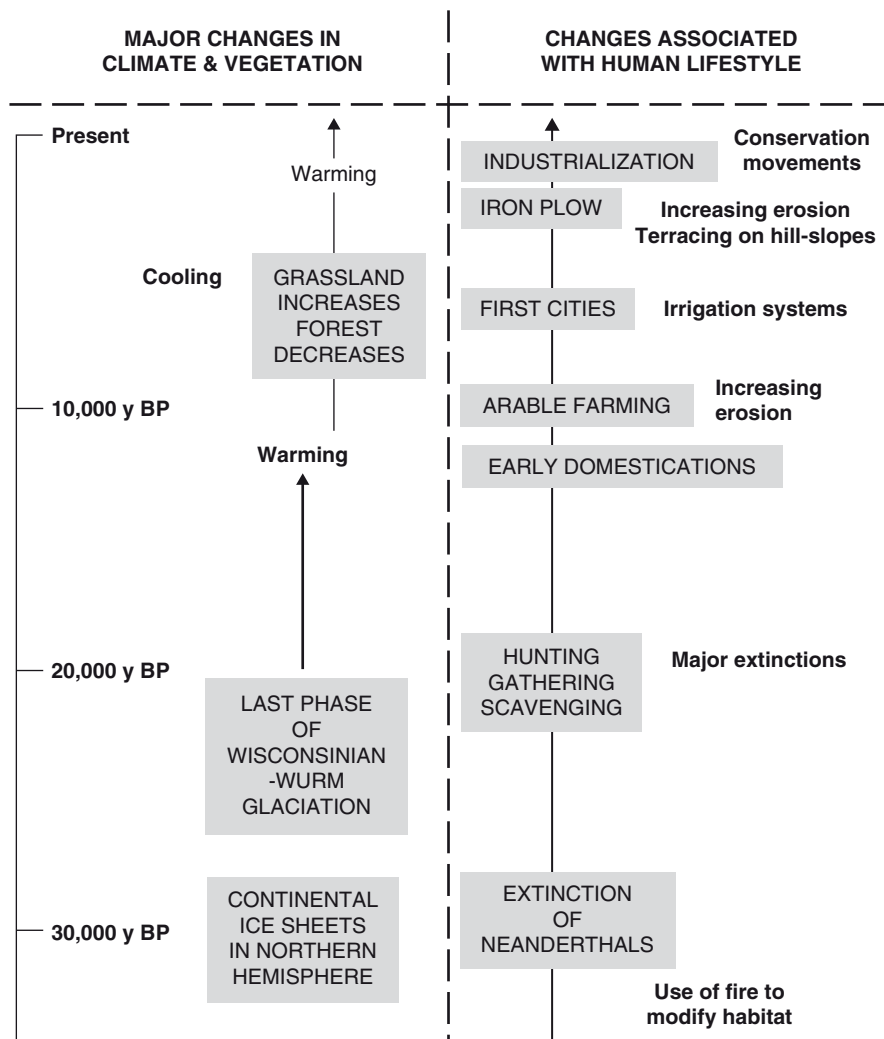 MAJOR CHANGES IN
CLIMATE & VEGETATION
CHANGES ASSOCIATED
WITH HUMAN LIFESTYLE
Present
Warming
Cooling
GRASSLAND
INCREASES
FOREST
DECREASES
10,000 y BP
Warming
20,000 y BP
LAST PHASE
OF
WISCONSINIAN
-WURM
GLACIATION
30,000 y BP
CONTINENTAL
ICE SHEETS
IN NORTHERN
HEMISPHERE
INDUSTRIALIZATION
Conservation
movements
IRON PLOW
Increasing erosion
Terracing on hill-slopes
FIRST CITIES
Irrigation systems
ARABLE FARMING
Increasing
erosion
EARLY DOMESTICATIONS
HUNTING
GATHERING
SCAVENGING
Major extinctions
EXTINCTION
OF
NEANDERTHALS
Use of fire to
modify habitat